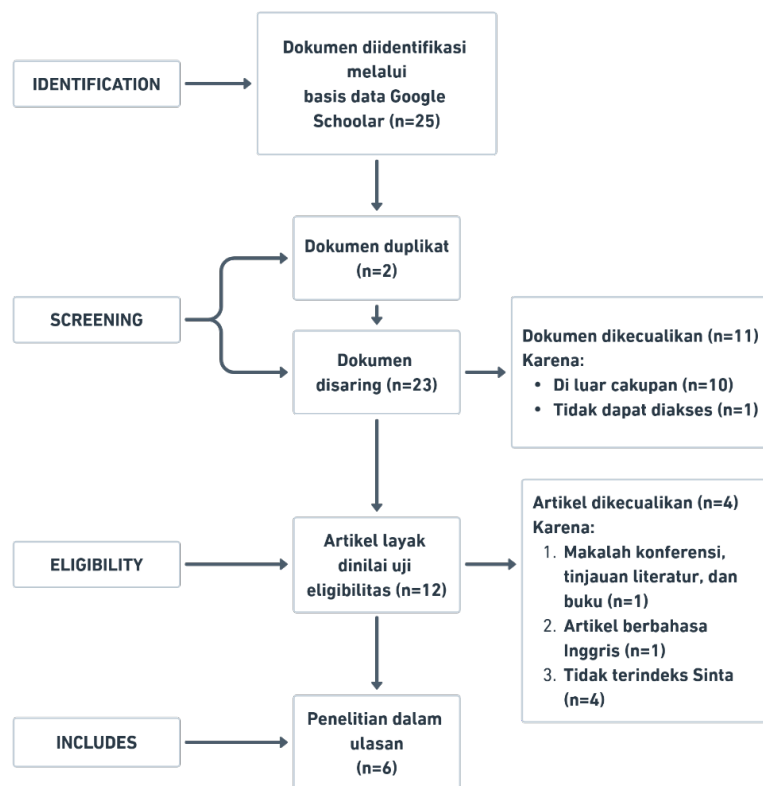 IDENTIFICATION
Dokumen diidentifikasi
melalui
basis data Google
Schoolar (n=25)
Dokumen duplikat
(n=2)
SCREENING
Dokumen
disaring (n=23)
Dokumen dikecualikan (n=11)
Karena:
• Di luar cakupan (n=10)
• Tidak dapat diakses (n=1)
ELIGIBILITY
Artikel layak
dinilai uji
eligibilitas (n=12)
Artikel dikecualikan (n=4)
Karena:
1. Makalah konferensi,
tinjauan literatur, dan
buku (n=1)
2. Artikel berbahasa
Inggris (n=1)
3. Tidak terindeks Sinta
(n=4)
INCLUDES
Penelitian dalam
ulasan
(n=6)